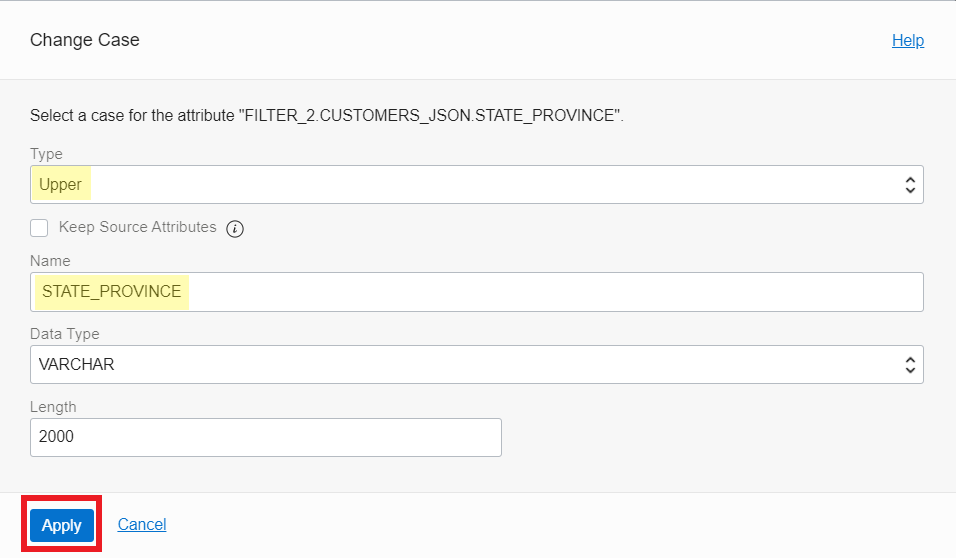 Change Case
Help
Select a case for the attribute "FILTER_2.CUSTOMERS_JSON.STATE_PROVINCE".
Type
Upper
Keep Source Attributes i
Name
STATE_PROVINCE
Data Type
VARCHAR
Length
2000
Apply
Cancel